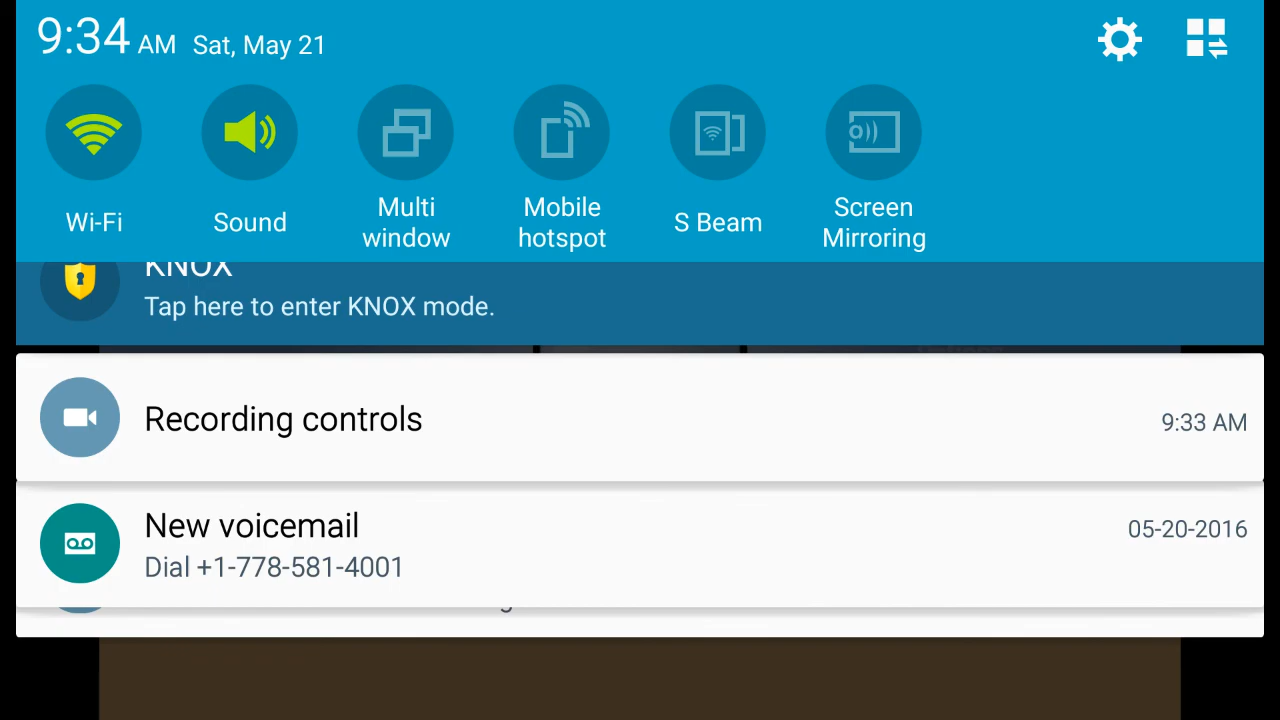 9:34 AM Sat, May 21
Wi-Fi
Sound
Multi
window
Mobile
hotspot
S Beam
Screen
Mirroring
KNOX
Tap here to enter KNOX mode.
Recording controls
9:33 AM
New voicemail
05-20-2016
Dial +1-778-581-4001